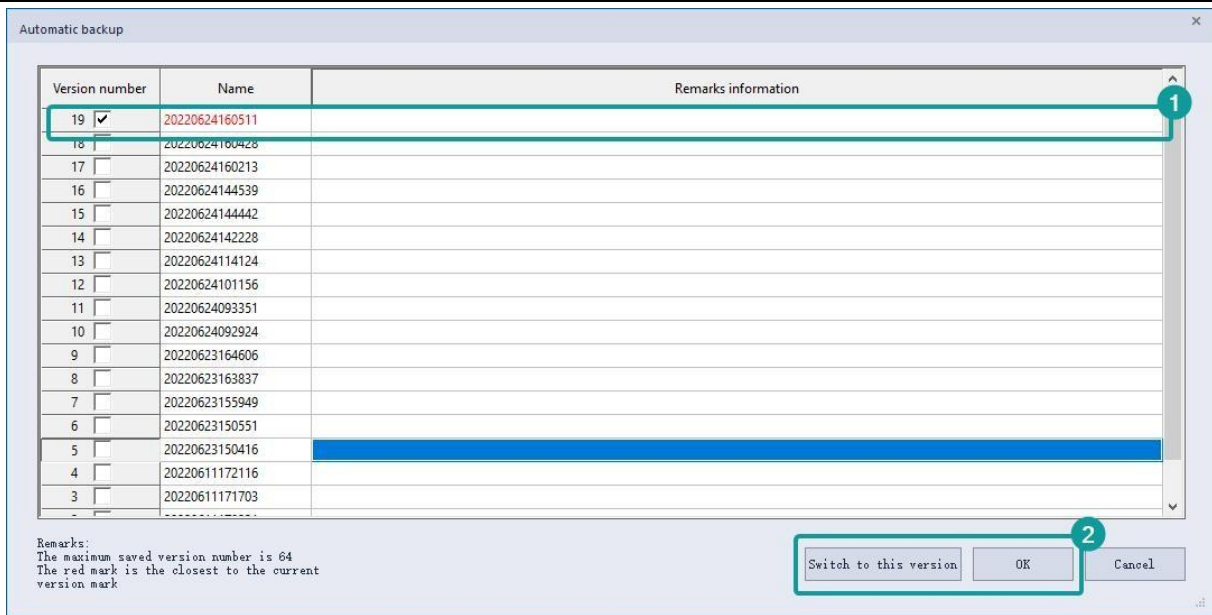 Automatic backup
Version number Name Remarks information
1
19 20220624160511
18 20220624160428
17 20220624160213
16 20220624144539
15 20220624144442
14 20220624142228
13 20220624114124
12 20220624101156
11 20220624093351
10 20220624092924
9 20220623164606
8 20220623163837
7 20220623155949
6 20220623150551
5 20220623150416
4 20220611172116
3 20220611171703
Remarks:
The maximum saved version number is 64
The red mark is the closest to the current
version mark
2
Switch to this version OK Cancel